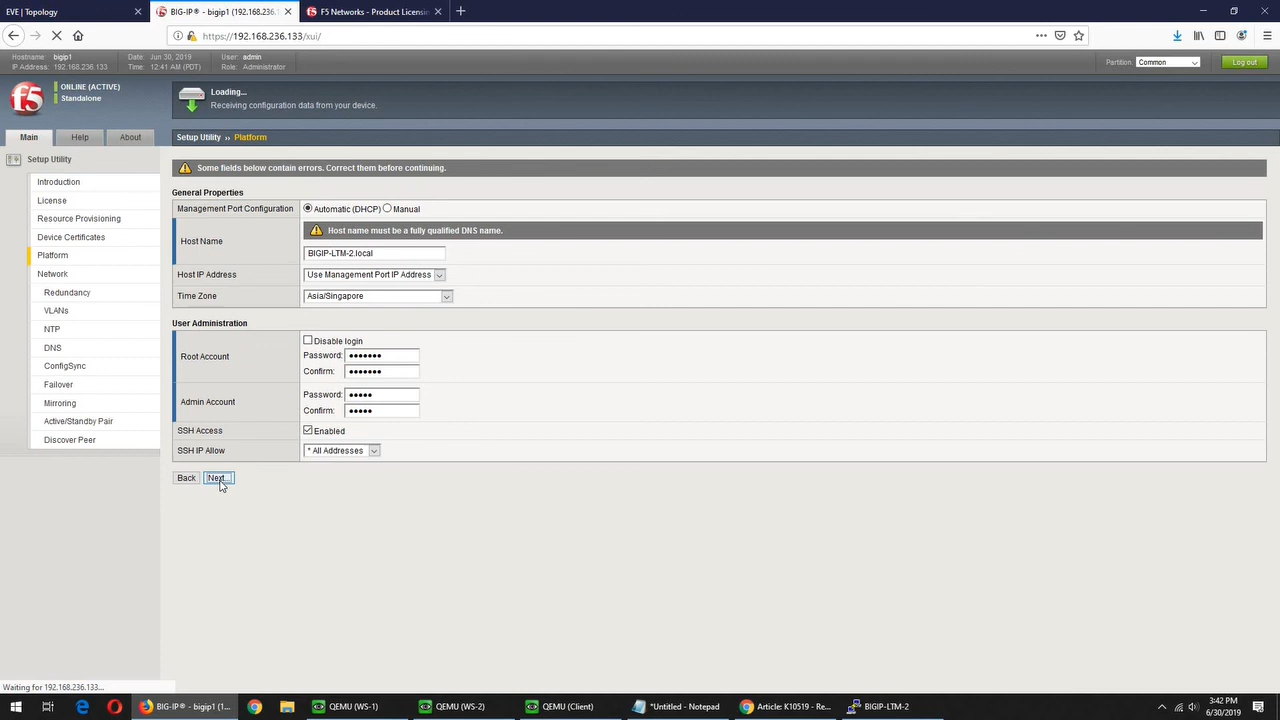 EVE | Topology
BIG-IP® - bigip1 (192.168.236.1
F5 Networks - Product Licensin
https://192.168.236.133/xui/
Hostname: bigip1
IP Address: 192.168.236.133
Date: Jun 30, 2019
Time: 12:41 AM (PDT)
User: admin
Role: Administrator
Partition: Common
Log out
f5
ONLINE (ACTIVE)
Standalone
Loading...
Receiving configuration data from your device.
Main
Help
About
Setup Utility
Introduction
License
Resource Provisioning
Device Certificates
Platform
Network
Redundancy
VLANs
NTP
DNS
ConfigSync
Failover
Mirroring
Active/Standby Pair
Discover Peer
Setup Utility » Platform
Some fields below contain errors. Correct them before continuing.
General Properties
Management Port Configuration
Automatic (DHCP) Manual
Host Name
Host name must be a fully qualified DNS name.
BIGIP-LTM-2.local
Host IP Address
Use Management Port IP Address
Time Zone
Asia/Singapore
User Administration
Root Account
Disable login
Password: •••••••
Confirm: •••••••
Admin Account
Password: •••••
Confirm: •••••
SSH Access
Enabled
SSH IP Allow
* All Addresses
Back
Next...
Waiting for 192.168.236.133...
BIG-IP® - bigip1 (1...
QEMU (WS-1)
QEMU (WS-2)
QEMU (Client)
*Untitled - Notepad
Article: K10519 - Re...
BIGIP-LTM-2
3:42 PM
6/30/2019